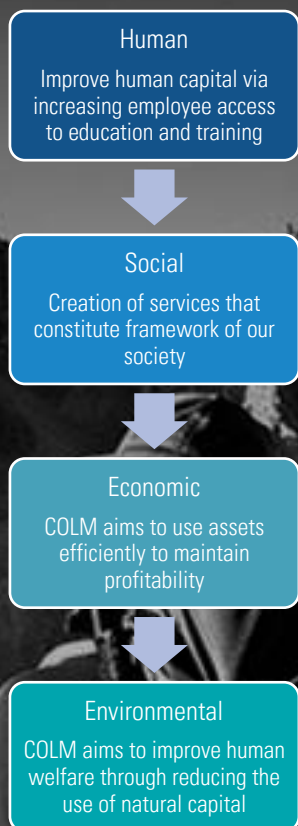 Human
Improve human capital via
increasing employee access
to education and training
Social
Creation of services that
constitute framework of our
society
Economic
COLM aims to use assets
efficiently to maintain
profitability
Environmental
COLM aims to improve human
welfare through reducing the
use of natural capital